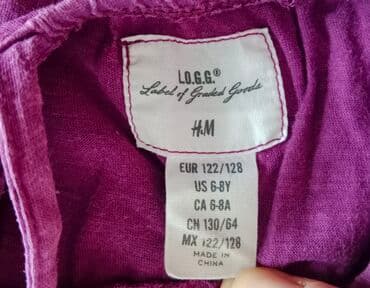 L.O.G.G.®
Label of Graded Goods
H&M
EUR 122/128
US 6-8Y
CA 6-8A
CN 130/64
MX 122/128
MADE IN
CHINA